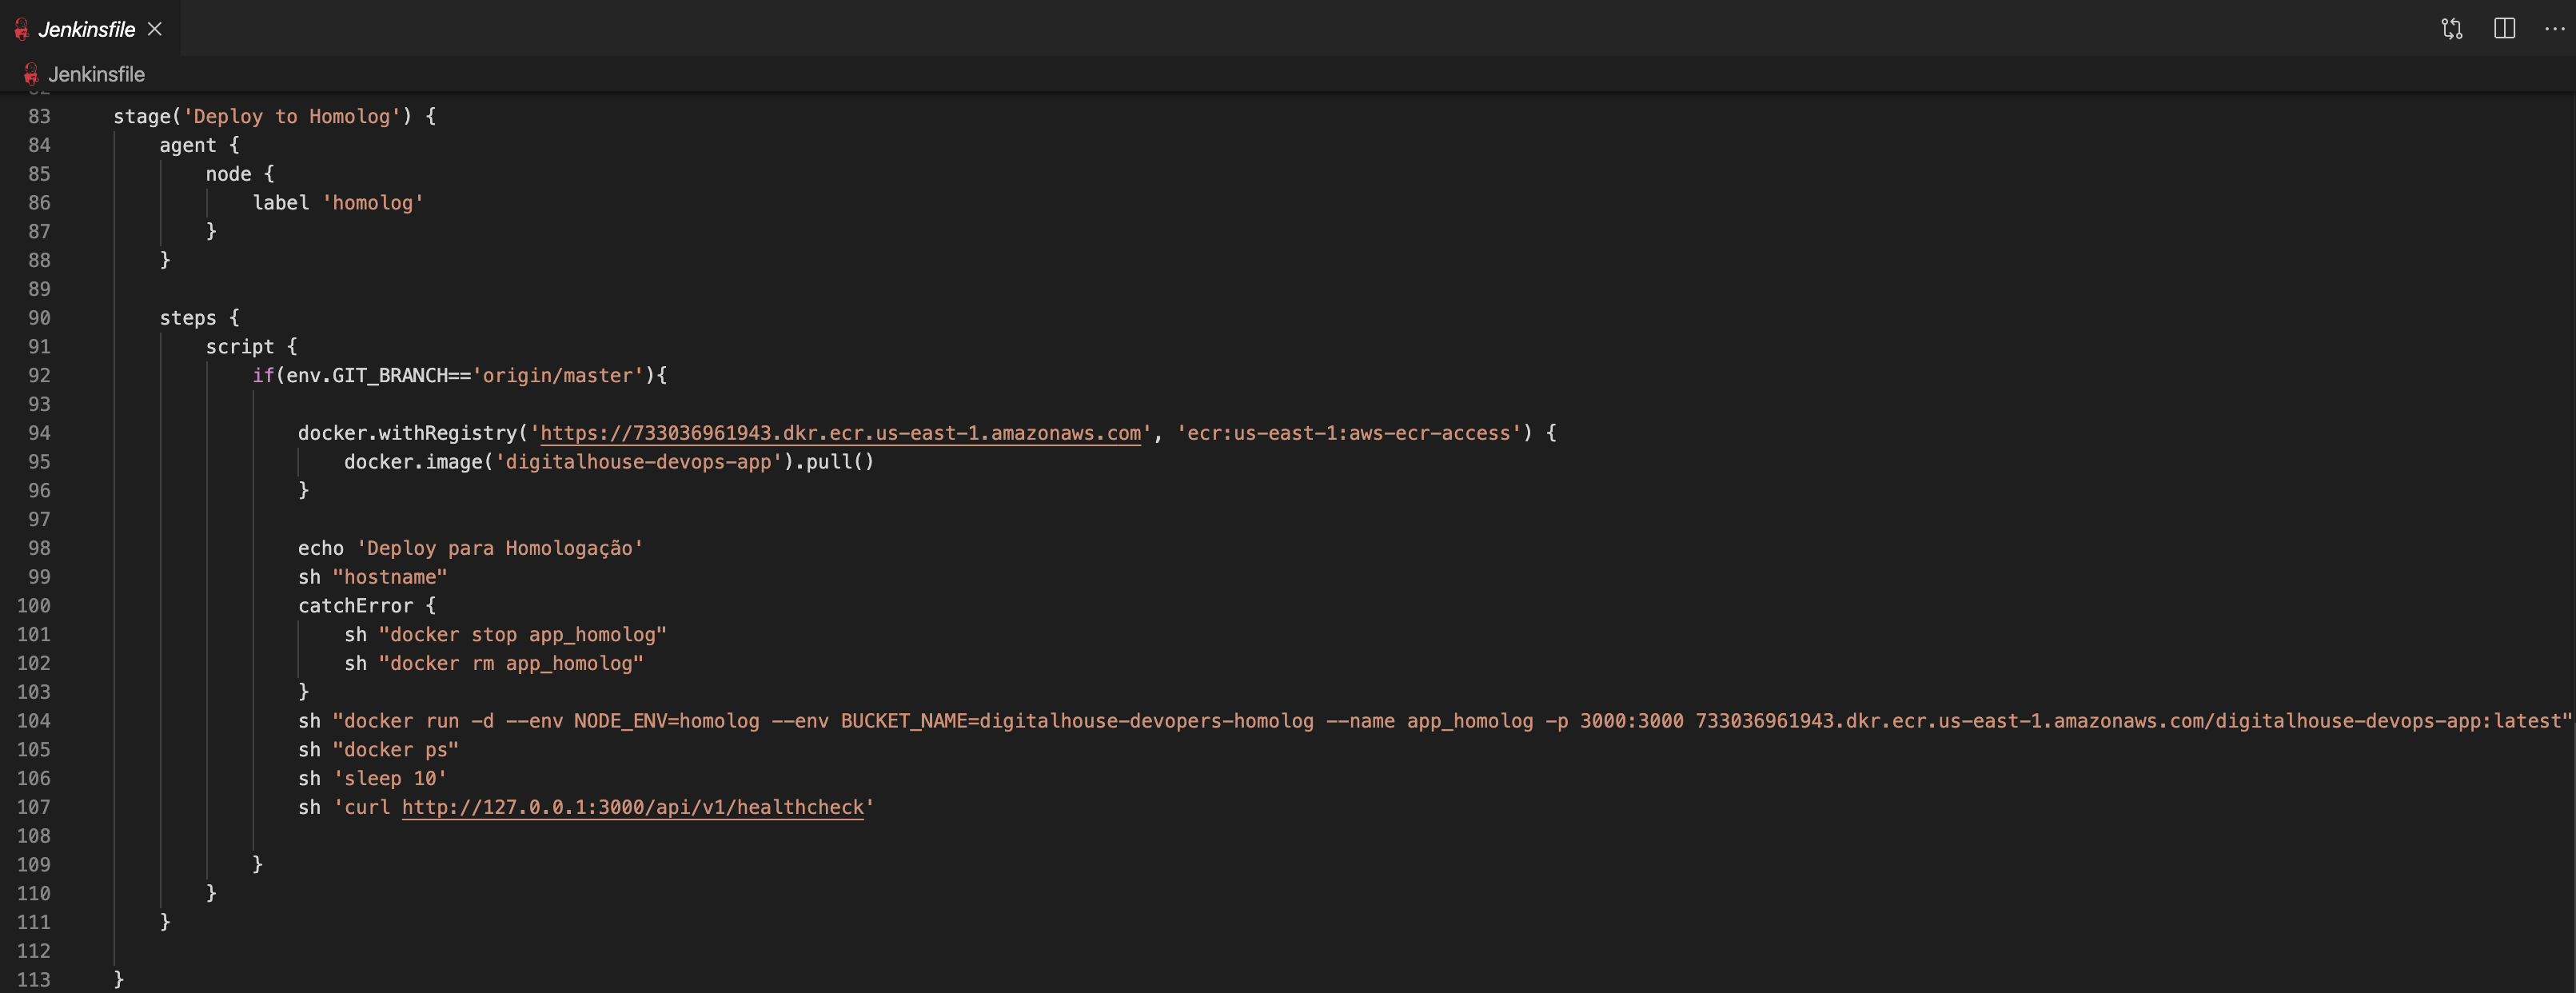 Jenkinsfile
Jenkinsfile
82
83 stage('Deploy to Homolog') {
84 agent {
85 node {
86 label 'homolog'
87 }
88 }
89
90 steps {
91 script {
92 if(env.GIT_BRANCH=='origin/master'){
93
94 docker.withRegistry('https://733036961943.dkr.ecr.us-east-1.amazonaws.com', 'ecr:us-east-1:aws-ecr-access') {
95 docker.image('digitalhouse-devops-app').pull()
96 }
97
98 echo 'Deploy para Homologação'
99 sh "hostname"
100 catchError {
101 sh "docker stop app_homolog"
102 sh "docker rm app_homolog"
103 }
104 sh "docker run -d --env NODE_ENV=homolog --env BUCKET_NAME=digitalhouse-devopers-homolog --name app_homolog -p 3000:3000 733036961943.dkr.ecr.us-east-1.amazonaws.com/digitalhouse-devops-app:latest"
105 sh "docker ps"
106 sh 'sleep 10'
107 sh 'curl http://127.0.0.1:3000/api/v1/healthcheck'
108
109 }
110 }
111 }
112
113 }